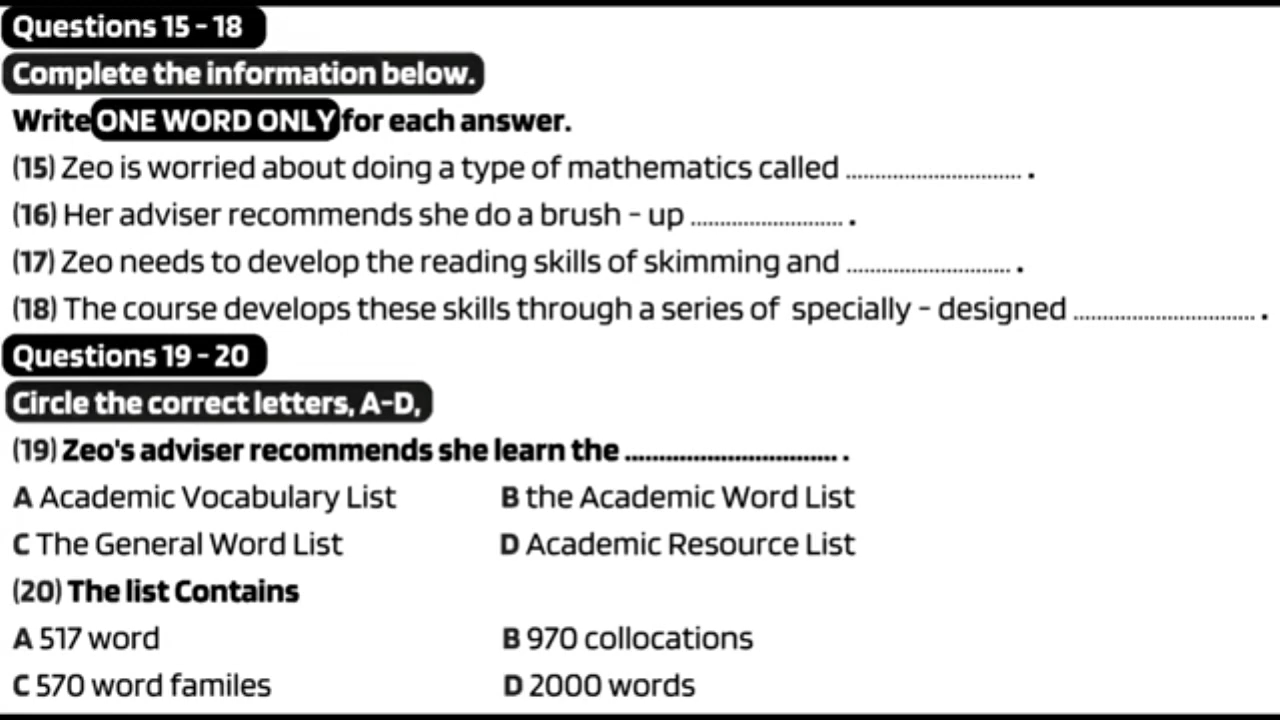 Questions 15 - 18
Complete the information below.
Write ONE WORD ONLY for each answer.
(15) Zeo is worried about doing a type of mathematics called .............................. .
(16) Her adviser recommends she do a brush - up .......................... .
(17) Zeo needs to develop the reading skills of skimming and ............................ .
(18) The course develops these skills through a series of specially - designed ............................... .
Questions 19 - 20
Circle the correct letters, A-D,
(19) Zeo's adviser recommends she learn the ............................... .
A Academic Vocabulary List B the Academic Word List
C The General Word List D Academic Resource List
(20) The list Contains
A 517 word B 970 collocations
C 570 word familes D 2000 words